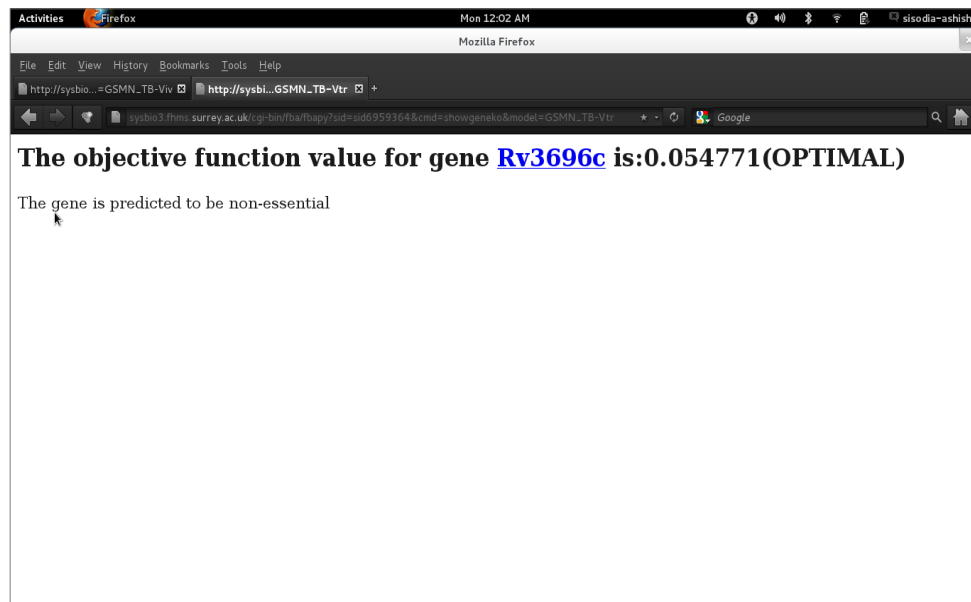 Activities Firefox Mon 12:02 AM sisodia-ashish
Mozilla Firefox
File Edit View History Bookmarks Tools Help
http://sysbio...=GSMN_TB-Viv http://sysbi...GSMN_TB-Vtr +
sysbio3.fhms.surrey.ac.uk/cgi-bin/fba/fbapy?sid=sid6959364&cmd=showgeneko&model=GSMN_TB-Vtr Google
The objective function value for gene Rv3696c is:0.054771(OPTIMAL)
The gene is predicted to be non-essential